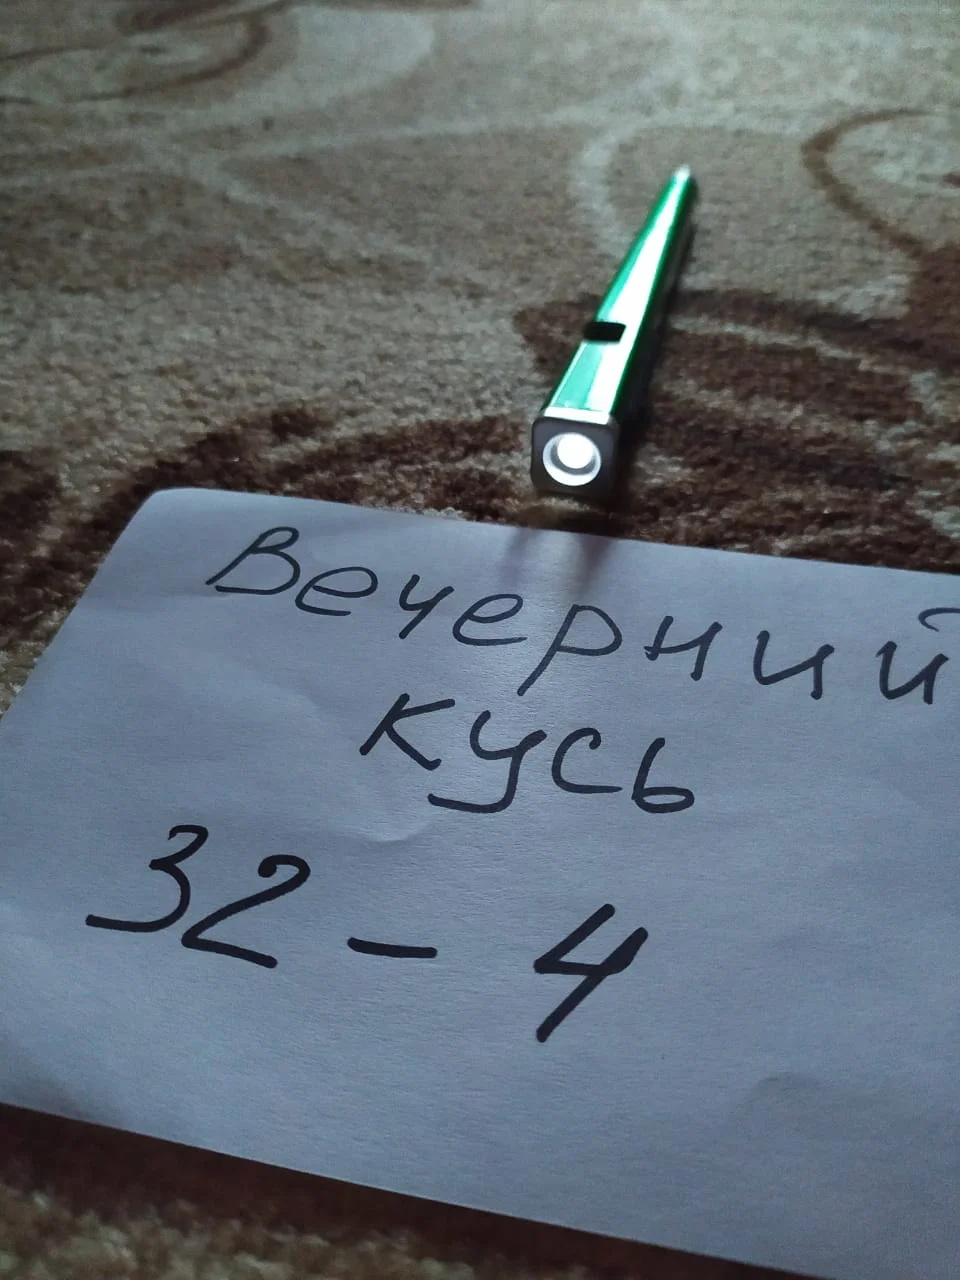 Вечерний
кусь
32 - 4